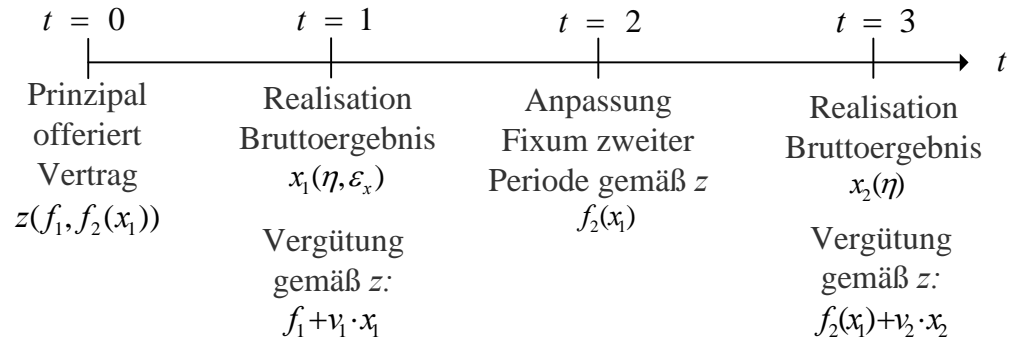 t = 0
t = 1
t = 2
t = 3
t
Prinzipal
offeriert
Vertrag
z(f₁, f₂(x₁))
Realisation
Bruttoergebnis
x₁(η, εₓ)
Vergütung
gemäß z:
f₁+v₁·x₁
Anpassung
Fixum zweiter
Periode gemäß z
f₂(x₁)
Realisation
Bruttoergebnis
x₂(η)
Vergütung
gemäß z:
f₂(x₁)+v₂·x₂